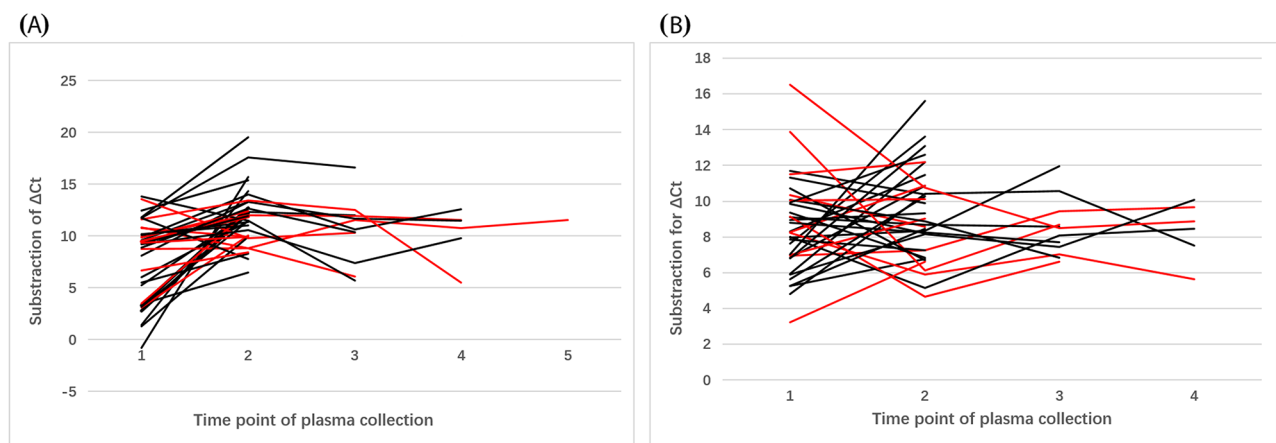 (A)
Substraction of ΔCt
25
20
15
10
5
0
-5
1 2 3 4 5
Time point of plasma collection
(B)
Substraction for ΔCt
18
16
14
12
10
8
6
4
2
0
1 2 3 4
Time point of plasma collection